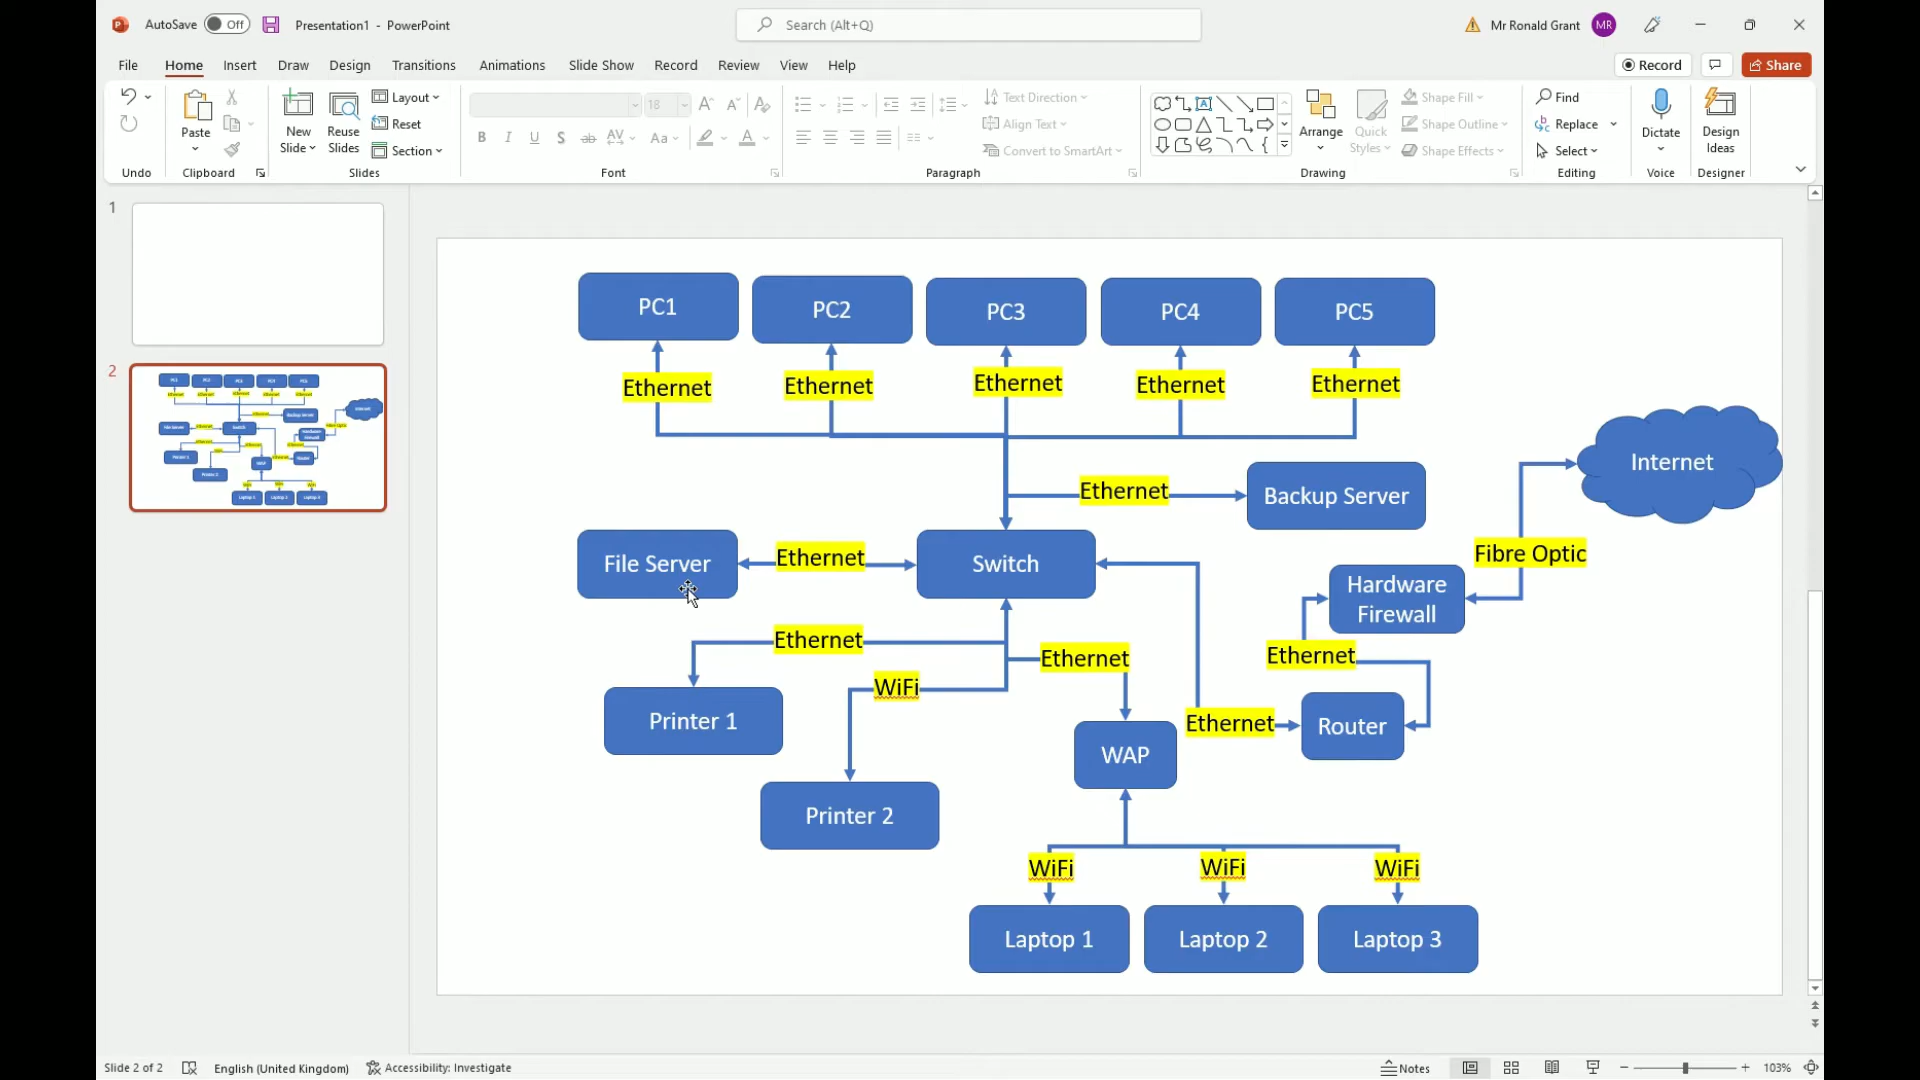 AutoSave Off Presentation1 - PowerPoint Search (Alt+Q) Mr Ronald Grant MR
File Home Insert Draw Design Transitions Animations Slide Show Record Review View Help Record Share
Paste New Slide Reuse Slides Layout Reset Section 18 Text Direction Align Text Convert to SmartArt Arrange Quick Styles Shape Fill Shape Outline Shape Effects Find Replace Select Dictate Design Ideas
Undo Clipboard Slides Font Paragraph Drawing Editing Voice Designer
1
2
PC1 PC2 PC3 PC4 PC5
Ethernet Ethernet Ethernet Ethernet Ethernet
Internet
Ethernet Backup Server
File Server Ethernet Switch Fibre Optic
Hardware
Firewall
Ethernet Ethernet Ethernet
WiFi
Printer 1 Ethernet Router
WAP
Printer 2
WiFi WiFi WiFi
Laptop 1 Laptop 2 Laptop 3
Slide 2 of 2 English (United Kingdom) Accessibility: Investigate Notes 103%